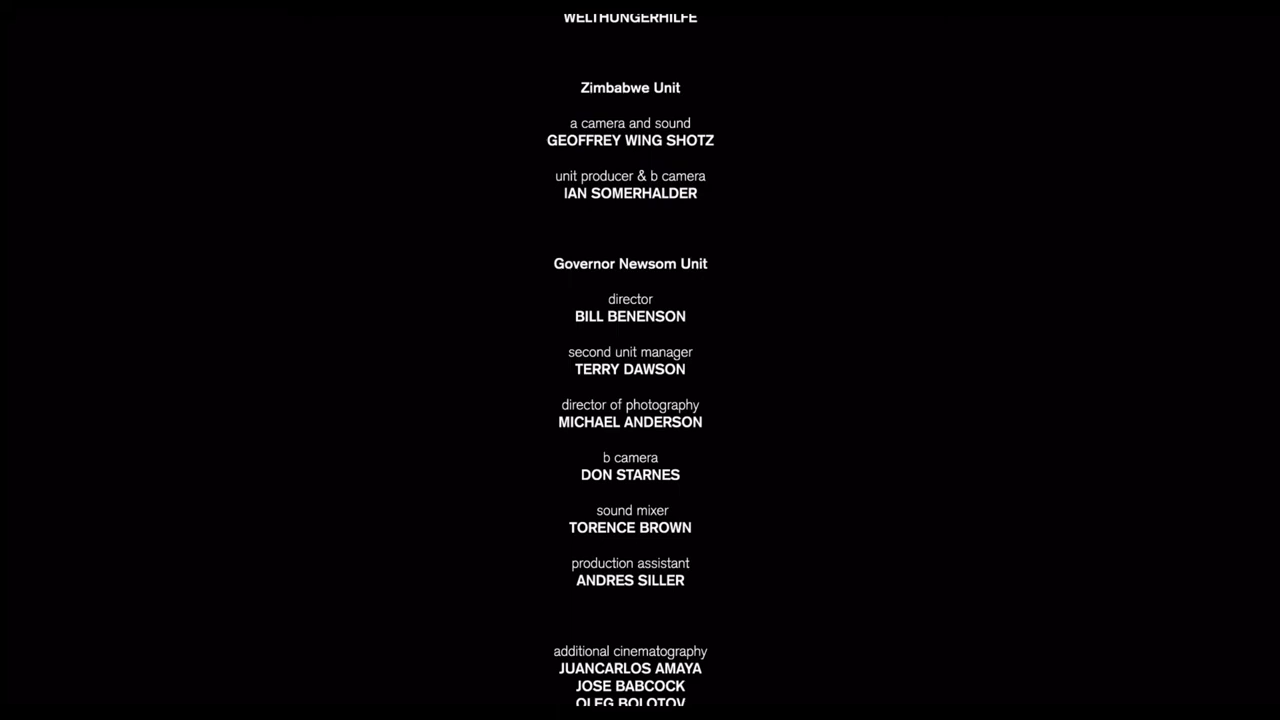 WELTHUNGERHILFE
Zimbabwe Unit
a camera and sound
GEOFFREY WING SHOTZ
unit producer & b camera
IAN SOMERHALDER
Governor Newsom Unit
director
BILL BENENSON
second unit manager
TERRY DAWSON
director of photography
MICHAEL ANDERSON
b camera
DON STARNES
sound mixer
TORENCE BROWN
production assistant
ANDRES SILLER
additional cinematography
JUANCARLOS AMAYA
JOSE BABCOCK
OLEG BOLOTOV